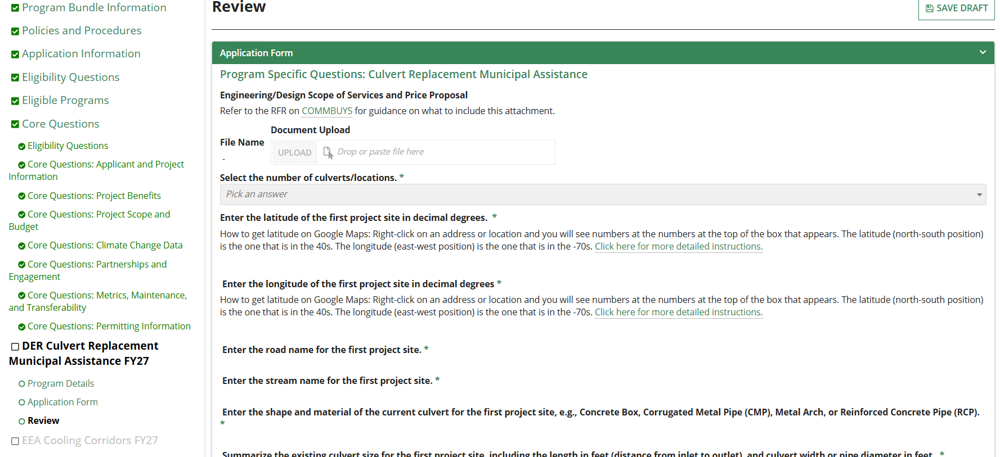 Program Bundle Information
Policies and Procedures
Application Information
Eligibility Questions
Eligible Programs
Core Questions
Eligibility Questions
Core Questions: Applicant and Project
Information
Core Questions: Project Benefits
Core Questions: Project Scope and
Budget
Core Questions: Climate Change Data
Core Questions: Partnerships and
Engagement
Core Questions: Metrics, Maintenance,
and Transferability
Core Questions: Permitting Information
DER Culvert Replacement
Municipal Assistance FY27
Program Details
Application Form
Review
EEA Cooling Corridors FY27
Review
SAVE DRAFT
Application Form
Program Specific Questions: Culvert Replacement Municipal Assistance
Engineering/Design Scope of Services and Price Proposal
Refer to the RFR on COMMBUYS for guidance on what to include this attachment.
Document Upload
File Name
UPLOAD Drop or paste file here
-
Select the number of culverts/locations. *
Pick an answer
Enter the latitude of the first project site in decimal degrees. *
How to get latitude on Google Maps: Right-click on an address or location and you will see numbers at the numbers at the top of the box that appears. The latitude (north-south position)
is the one that is in the 40s. The longitude (east-west position) is the one that is in the -70s. Click here for more detailed instructions.
Enter the longitude of the first project site in decimal degrees *
How to get latitude on Google Maps: Right-click on an address or location and you will see numbers at the numbers at the top of the box that appears. The latitude (north-south position)
is the one that is in the 40s. The longitude (east-west position) is the one that is in the -70s. Click here for more detailed instructions.
Enter the road name for the first project site. *
Enter the stream name for the first project site. *
Enter the shape and material of the current culvert for the first project site, e.g., Concrete Box, Corrugated Metal Pipe (CMP), Metal Arch, or Reinforced Concrete Pipe (RCP).
*
Summarize the existing culvert size for the first project site, including the length in feet (distance from inlet to outlet), and culvert width or pipe diameter in feet. *